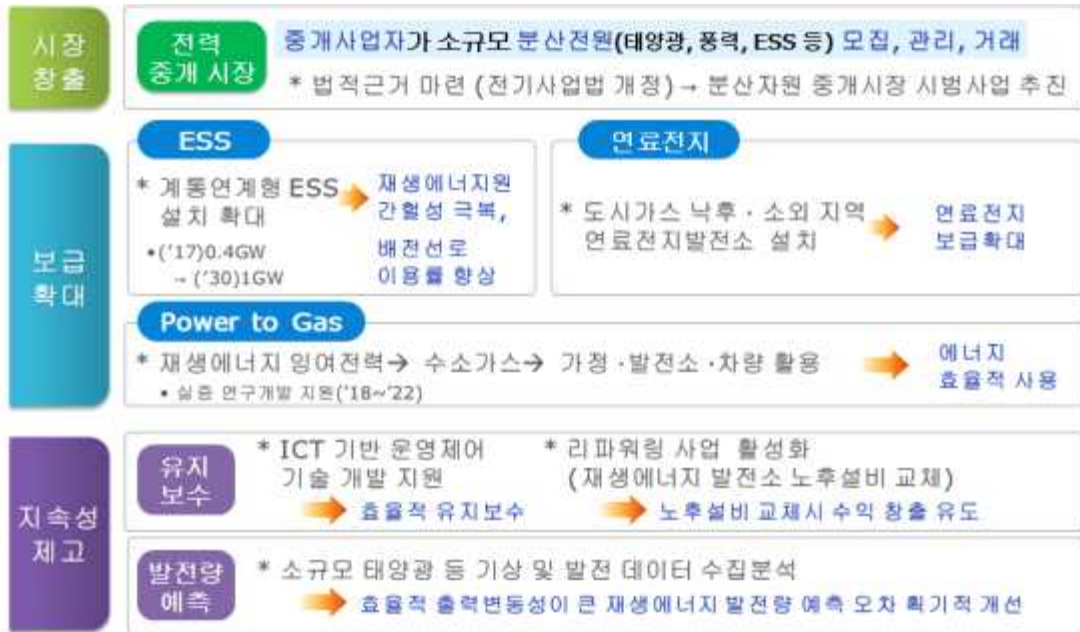 시장
창출
전력
중개 시장
중개사업자가 소규모 분산전원(태양광, 풍력, ESS 등) 모집, 관리, 거래
* 법적근거 마련 (전기사업법 개정) → 분산자원 중개시장 시범사업 추진
보급
확대
ESS
* 계통연계형 ESS
설치 확대
•('17)0.4GW
→ ('30)1GW
재생에너지원
간헐성 극복,
배전선로
이용률 향상
연료전지
* 도시가스 낙후 · 소외 지역
연료전지발전소 설치
연료전지
보급확대
Power to Gas
* 재생에너지 잉여전력→ 수소가스→ 가정 ·발전소 ·차량 활용
• 실증 연구개발 지원('18~'22)
에너지
효율적 사용
지속성
제고
유지
보수
* ICT 기반 운영제어
기술 개발 지원
효율적 유지보수
* 리파워링 사업 활성화
(재생에너지 발전소 노후설비 교체)
노후설비 교체시 수익 창출 유도
발전량
예측
* 소규모 태양광 등 기상 및 발전 데이터 수집분석
효율적 출력변동성이 큰 재생에너지 발전량 예측 오차 획기적 개선